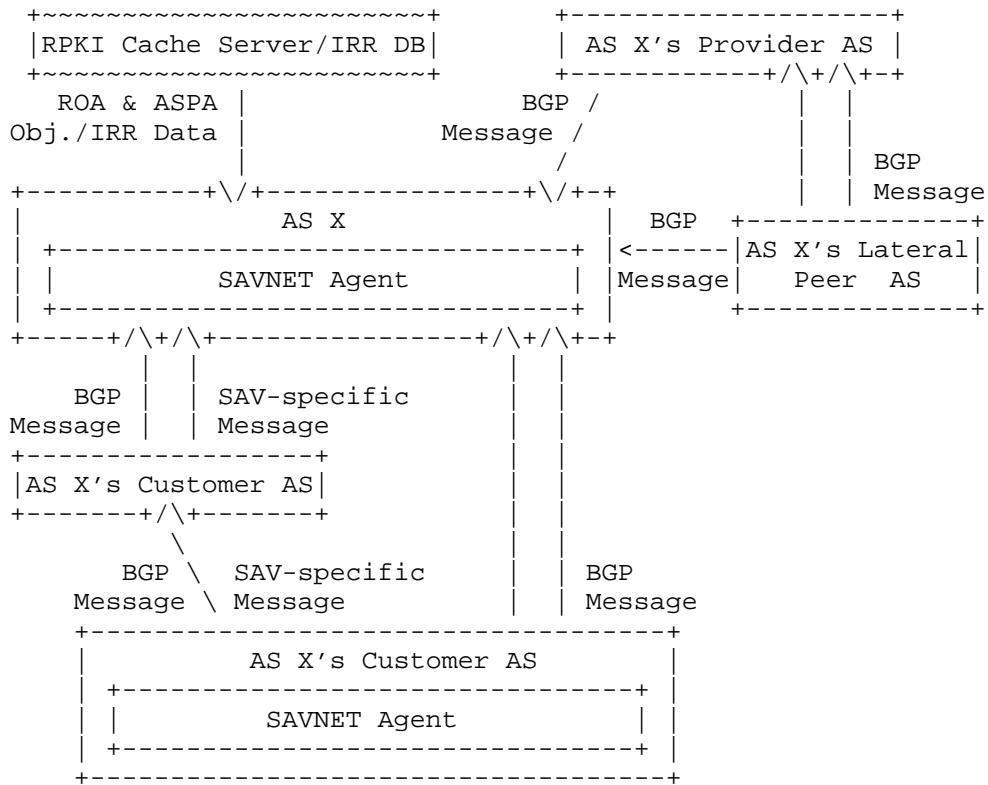 RPKI Cache Server/IRR DB
AS X's Provider AS
ROA & ASPA
BGP
Obj./IRR Data
Message
BGP
Message
AS X
BGP
AS X's Lateral
SAVNET Agent
Message
Peer AS
BGP
SAV-specific
Message
Message
AS X's Customer AS
BGP
SAV-specific
BGP
Message
Message
Message
AS X's Customer AS
SAVNET Agent